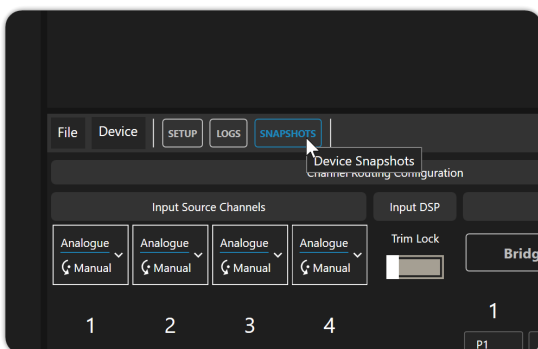 File Device SETUP LOGS SNAPSHOTS
Device Snapshots
Channel Routing Configuration
Input Source Channels Input DSP
Analogue Analogue Analogue Analogue Trim Lock
Manual Manual Manual Manual Bridg
1 2 3 4 1
P1